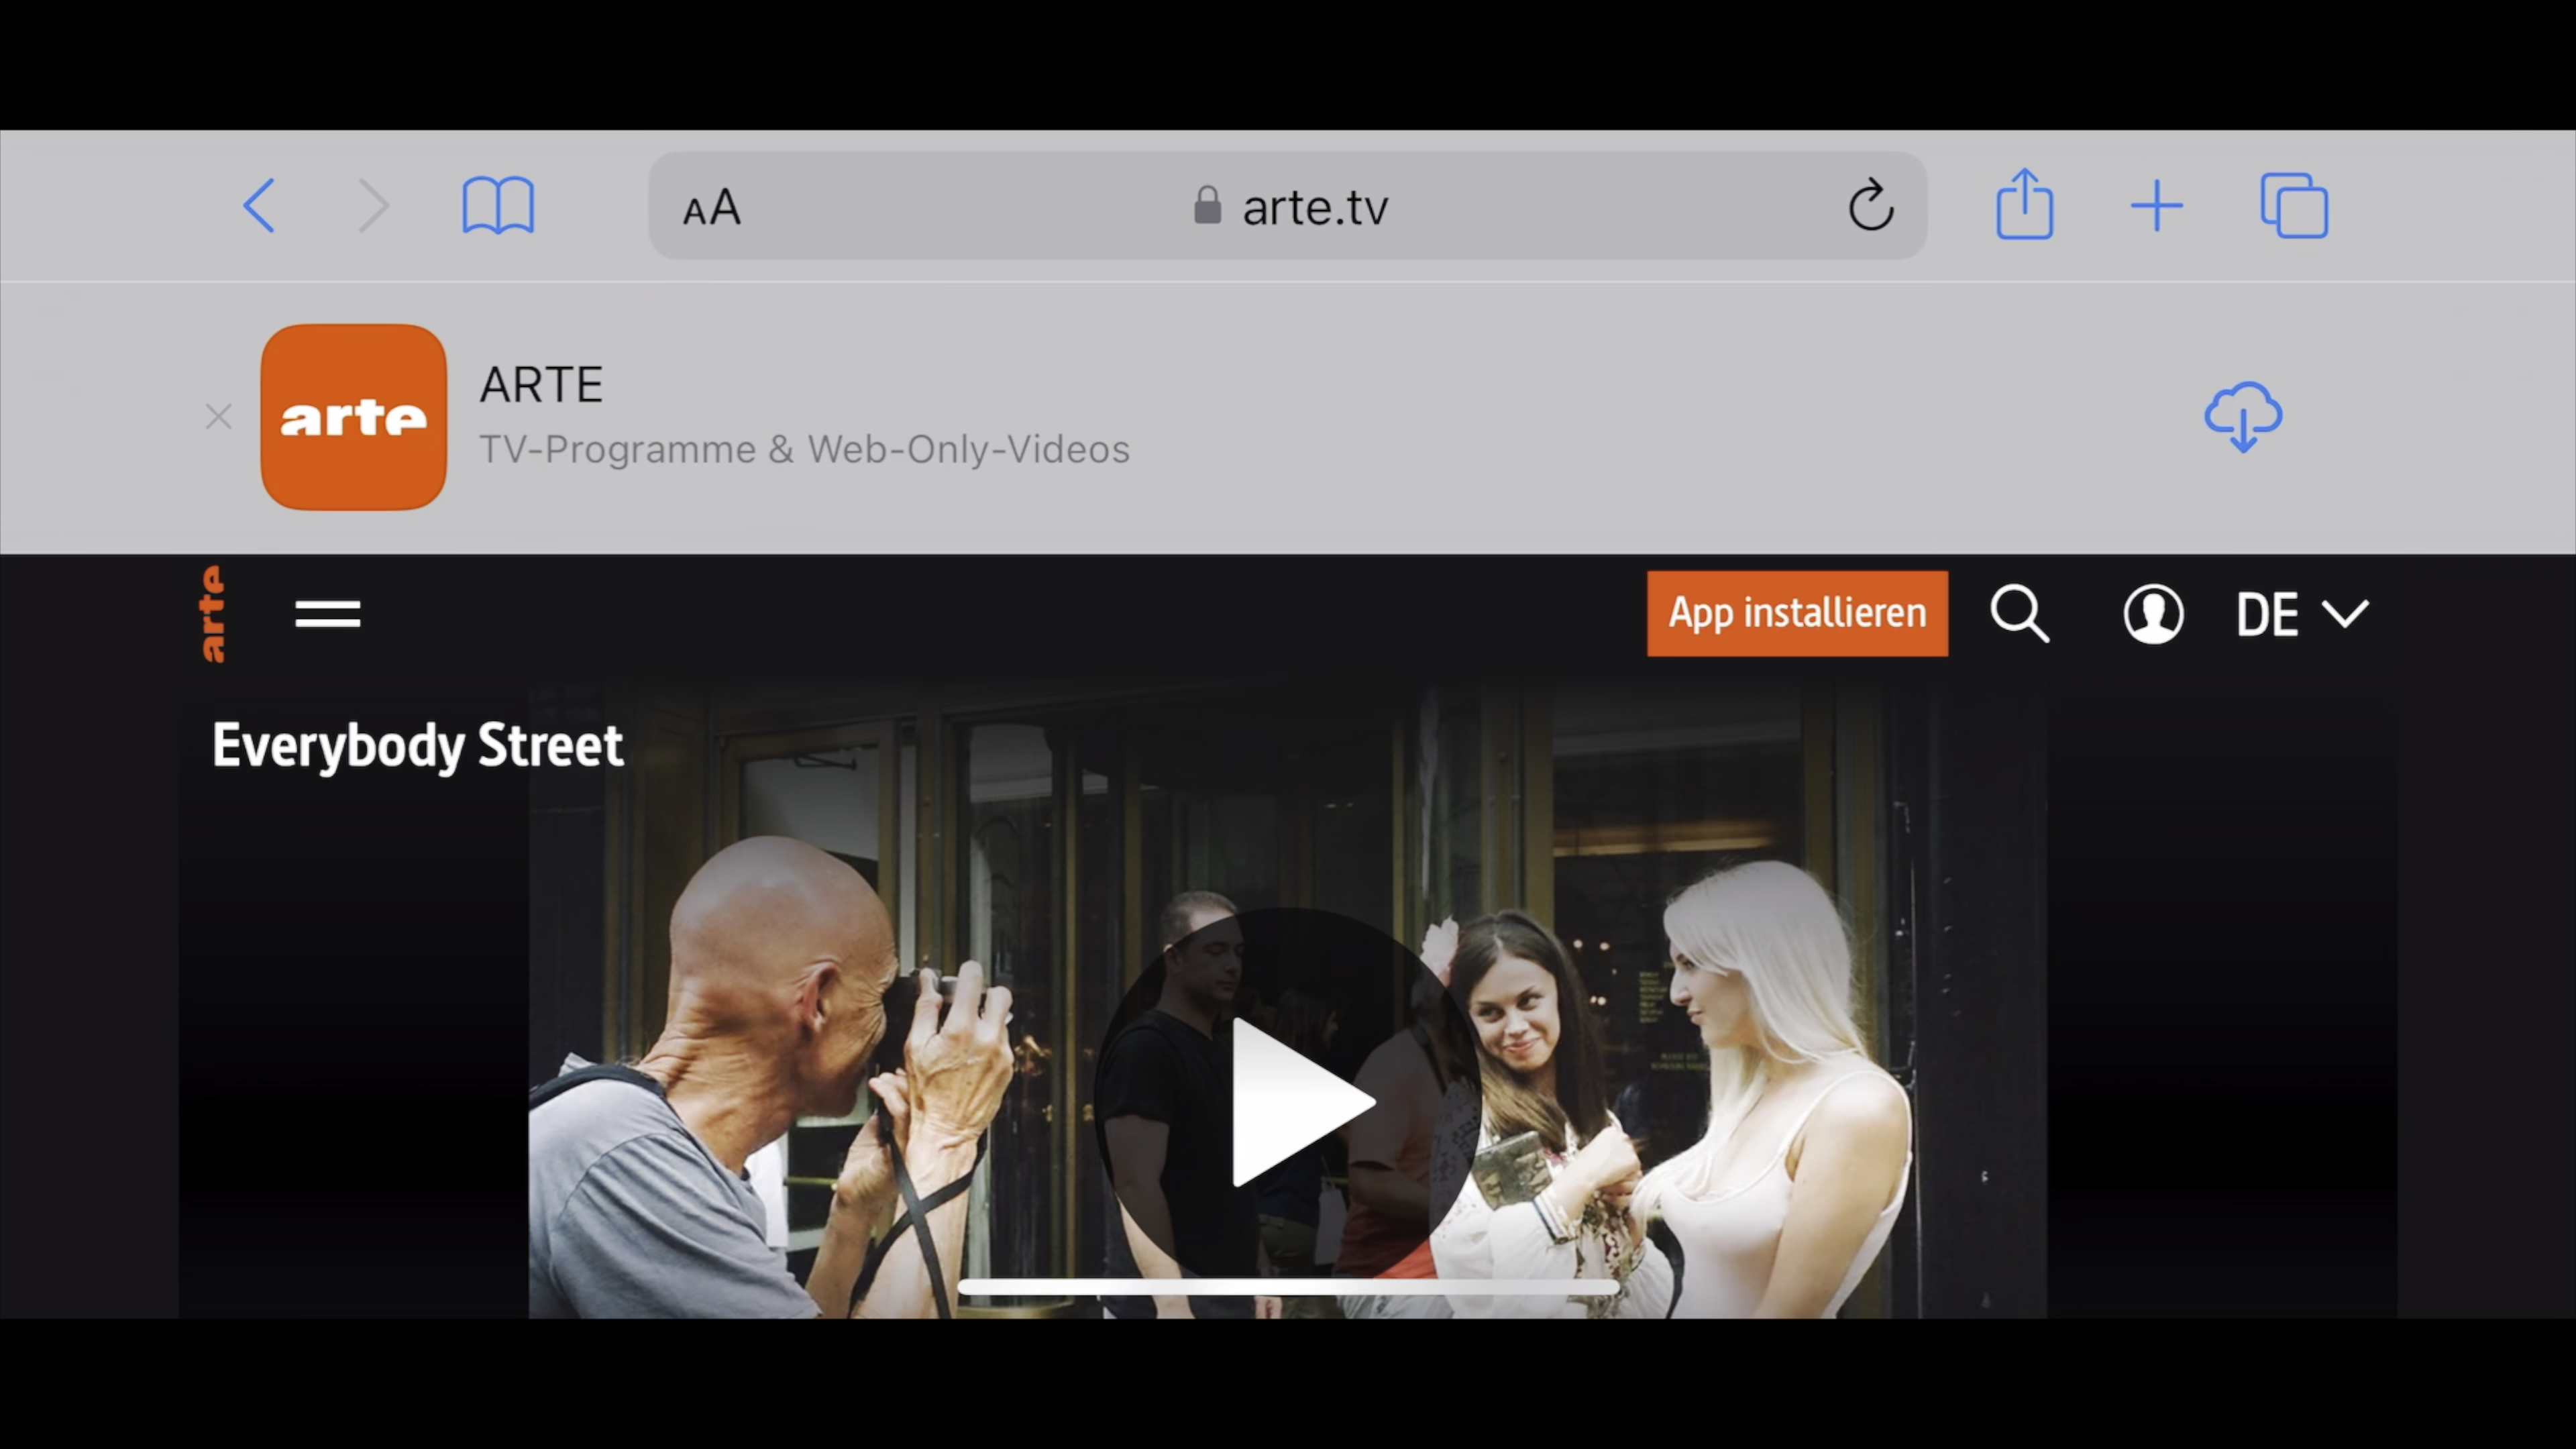 AA
arte.tv
arte
ARTE
TV-Programme & Web-Only-Videos
arte
App installieren
DE
Everybody Street